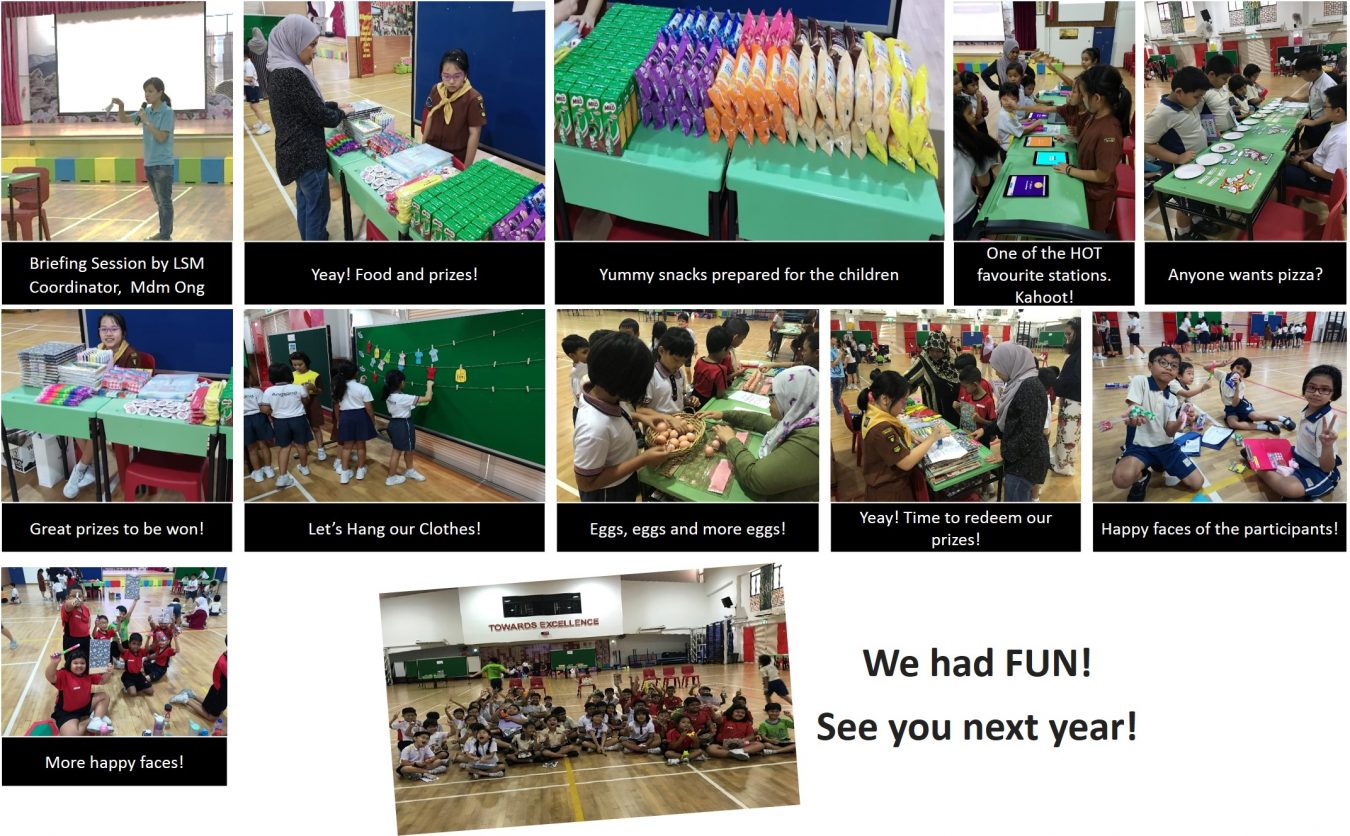 Briefing Session by LSM
Coordinator, Mdm Ong
Yeay! Food and prizes!
Yummy snacks prepared for the children
One of the HOT
favourite stations.
Kahoot!
Anyone wants pizza?
Great prizes to be won!
Let's Hang our Clothes!
Eggs, eggs and more eggs!
Yeay! Time to redeem our
prizes!
Happy faces of the participants!
More happy faces!
TOWARDS EXCELLENCE
We had FUN!
See you next year!